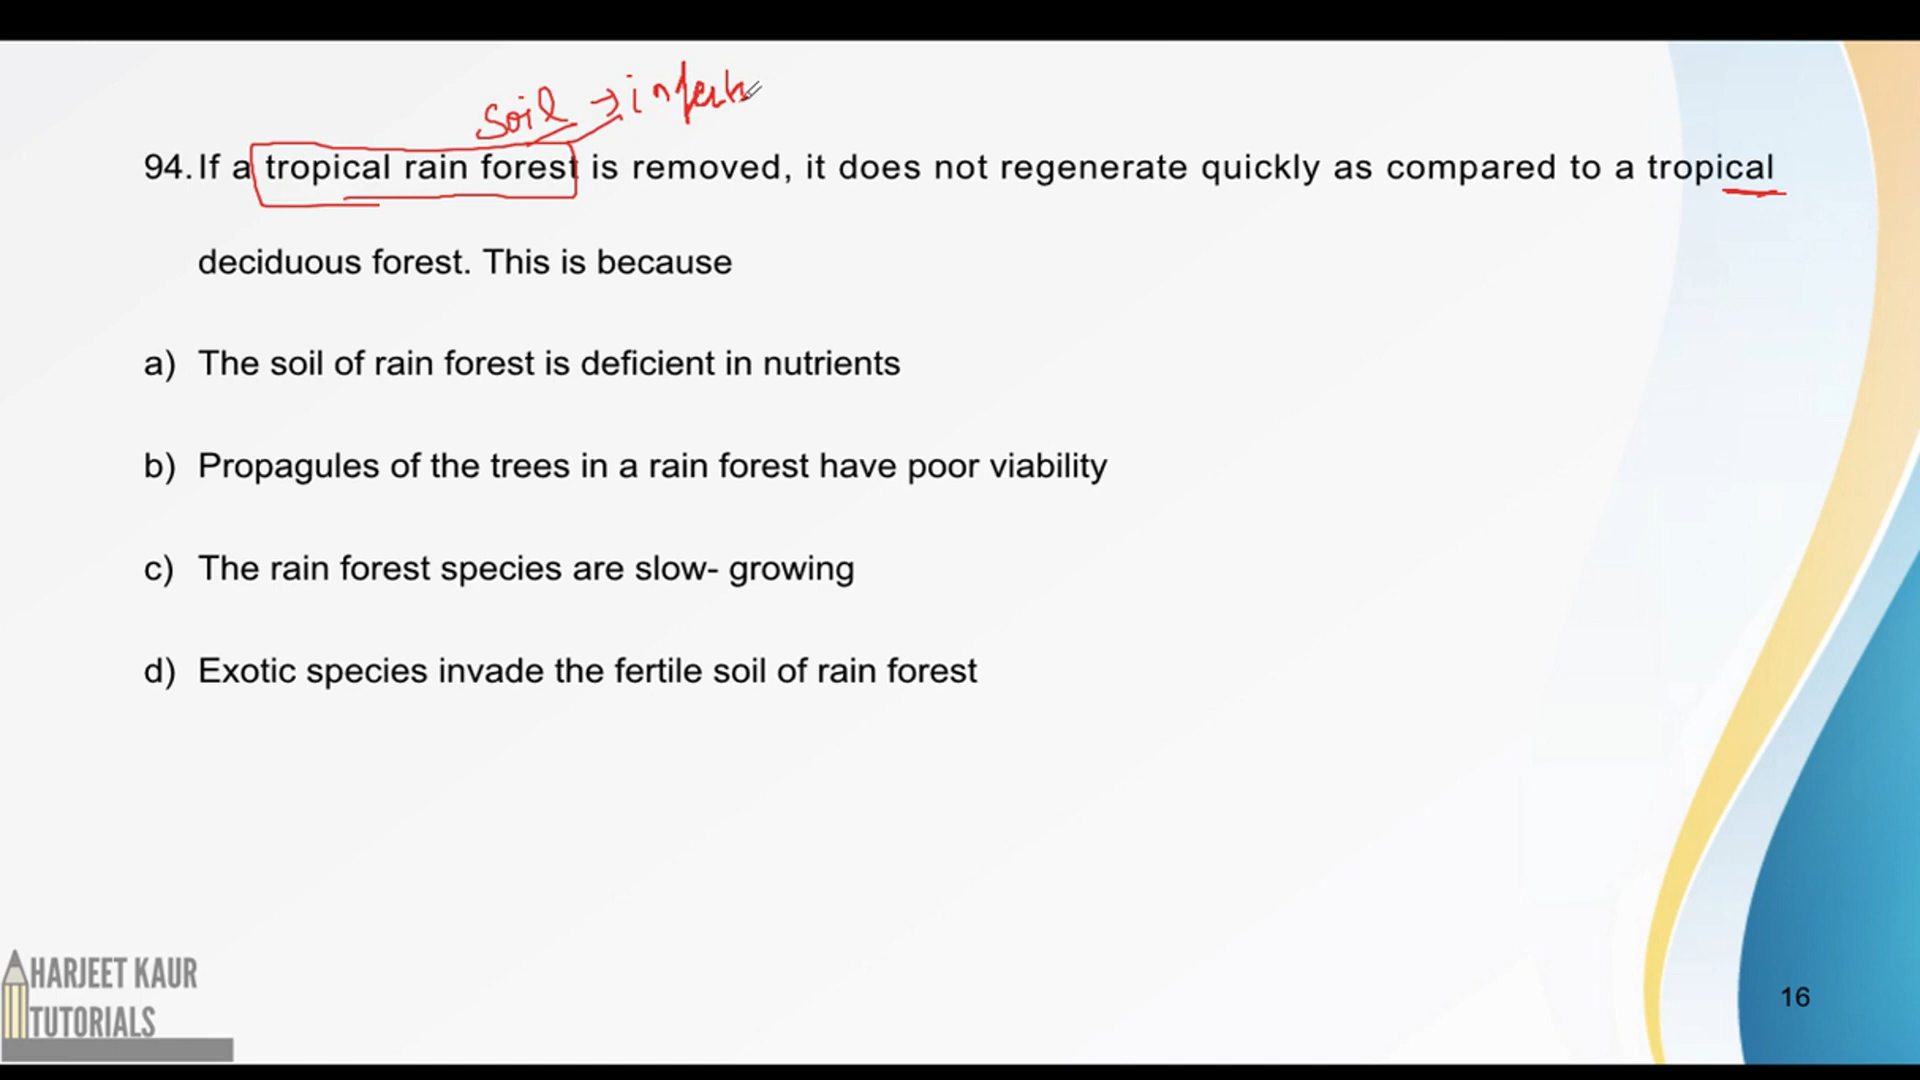 soil →
94. If a tropical rain forest is removed, it does not regenerate quickly as compared to a tropical
deciduous forest. This is because
a) The soil of rain forest is deficient in nutrients
b) Propagules of the trees in a rain forest have poor viability
c) The rain forest species are slow- growing
d) Exotic species invade the fertile soil of rain forest
HARJEET KAUR
TUTORIALS
16